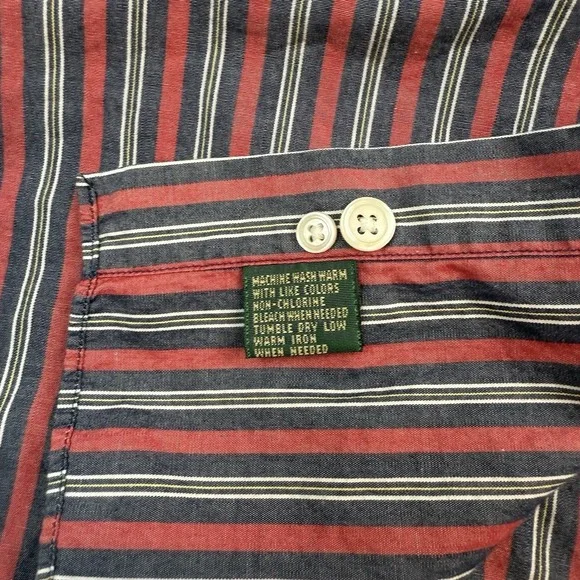 MACHINE WASH WARM
WITH LIKE COLORS
NON-CHLORINE
BLEACH WHEN NEEDED
TUMBLE DRY LOW
WARM IRON
WHEN NEEDED